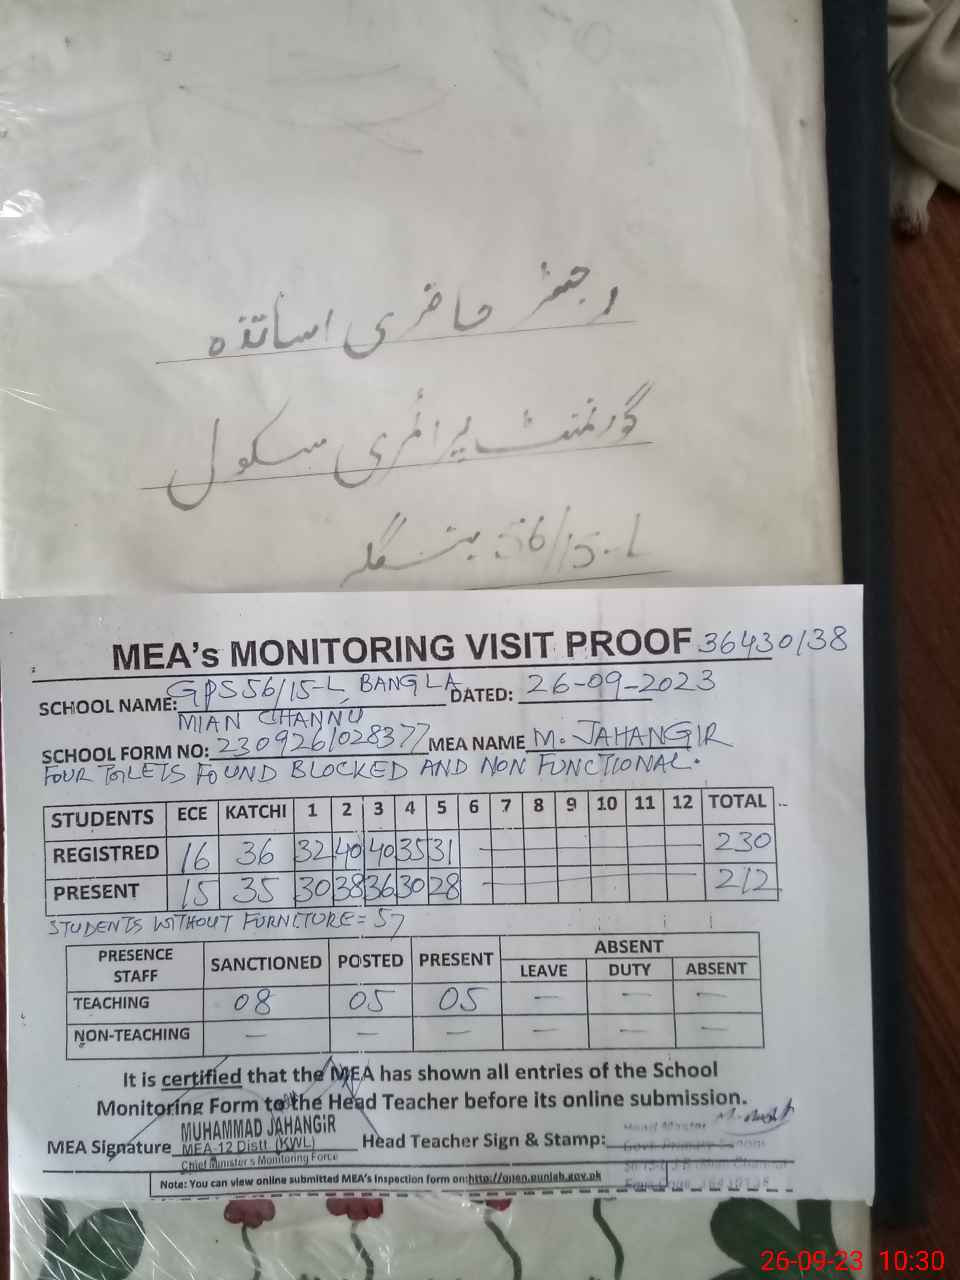 رجسٹر حاضری اساتذہ
گورنمنٹ پرائمری سکول
56/15-L بنگلہ
MEA's MONITORING VISIT PROOF 36430138
SCHOOL NAME: GPS 56/15-L, BANGLA DATED: 26-09-2023
MIAN CHANNU
SCHOOL FORM NO: 2309261028377 MEA NAME M. JAHANGIR
FOUR TOILETS FOUND BLOCKED AND NON FUNCTIONAL.
STUDENTS ECE KATCHI 1 2 3 4 5 6 7 8 9 10 11 12 TOTAL
REGISTRED 16 36 32 40 40 35 31 230
PRESENT 15 35 30 38 36 30 28 212
STUDENTS WITHOUT FURNITURE = 57
PRESENCE STAFF SANCTIONED POSTED PRESENT ABSENT
LEAVE DUTY ABSENT
TEACHING 08 05 05 — — —
NON-TEACHING — — — — — —
It is certified that the MEA has shown all entries of the School
Monitoring Form to the Head Teacher before its online submission.
MEA Signature MUHAMMAD JAHANGIR Head Teacher Sign & Stamp:
MEA-12 Distt. (KWL)
Chief Minister's Monitoring Force
Head Master
Govt. Primary School
Note: You can view online submitted MEA's Inspection form on:http://open.punjab.gov.pk
26-09-23 10:30